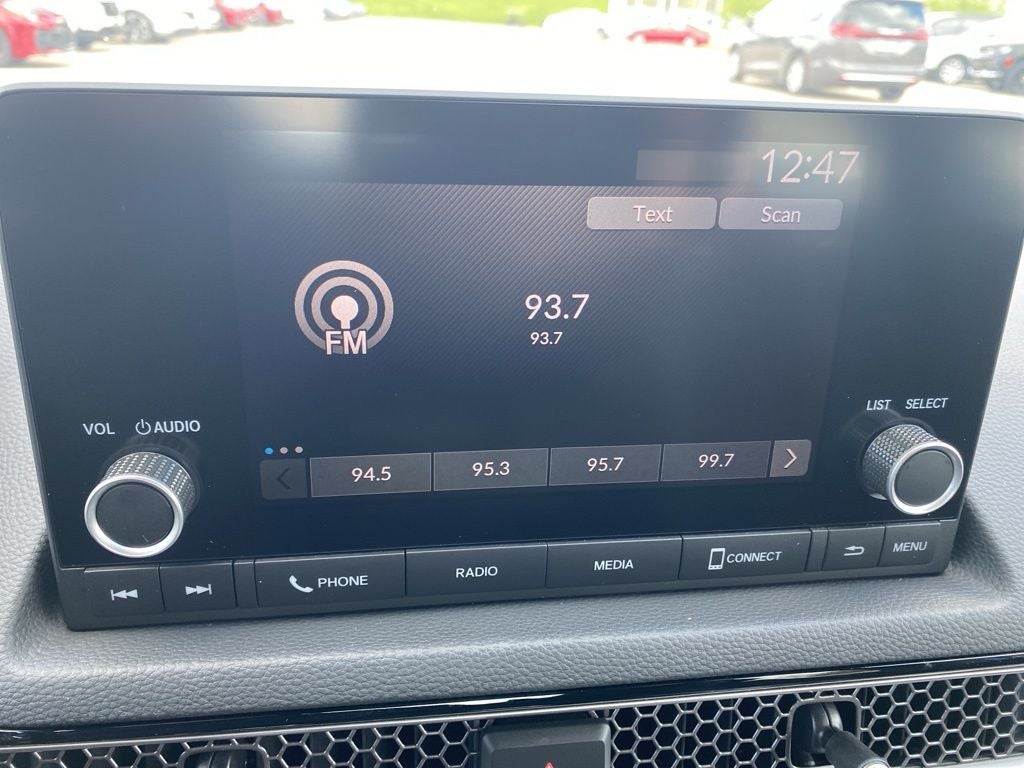 12:47
Text Scan
93.7
93.7
FM
VOL AUDIO
LIST SELECT
94.5 95.3 95.7 99.7
PHONE RADIO MEDIA CONNECT MENU